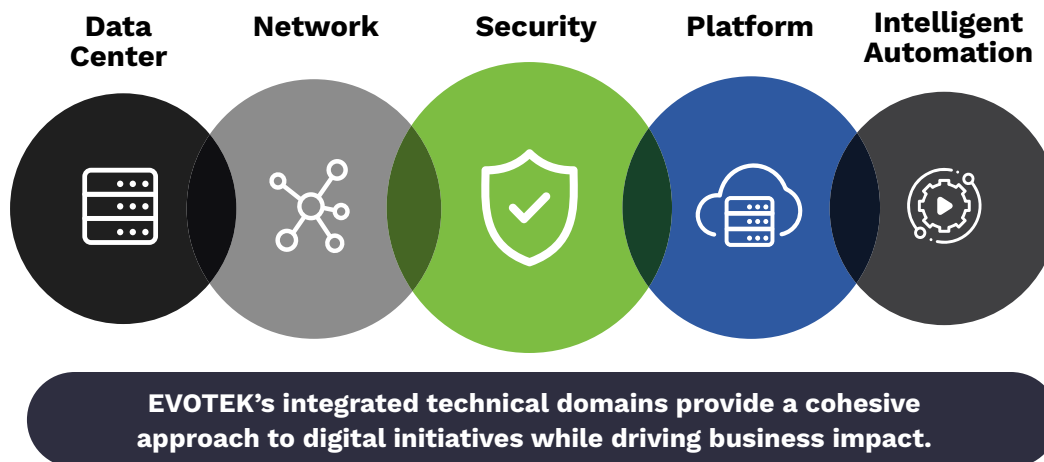 Data
Center
Network
Security
Platform
Intelligent
Automation
EVOTEK’s integrated technical domains provide a cohesive
approach to digital initiatives while driving business impact.